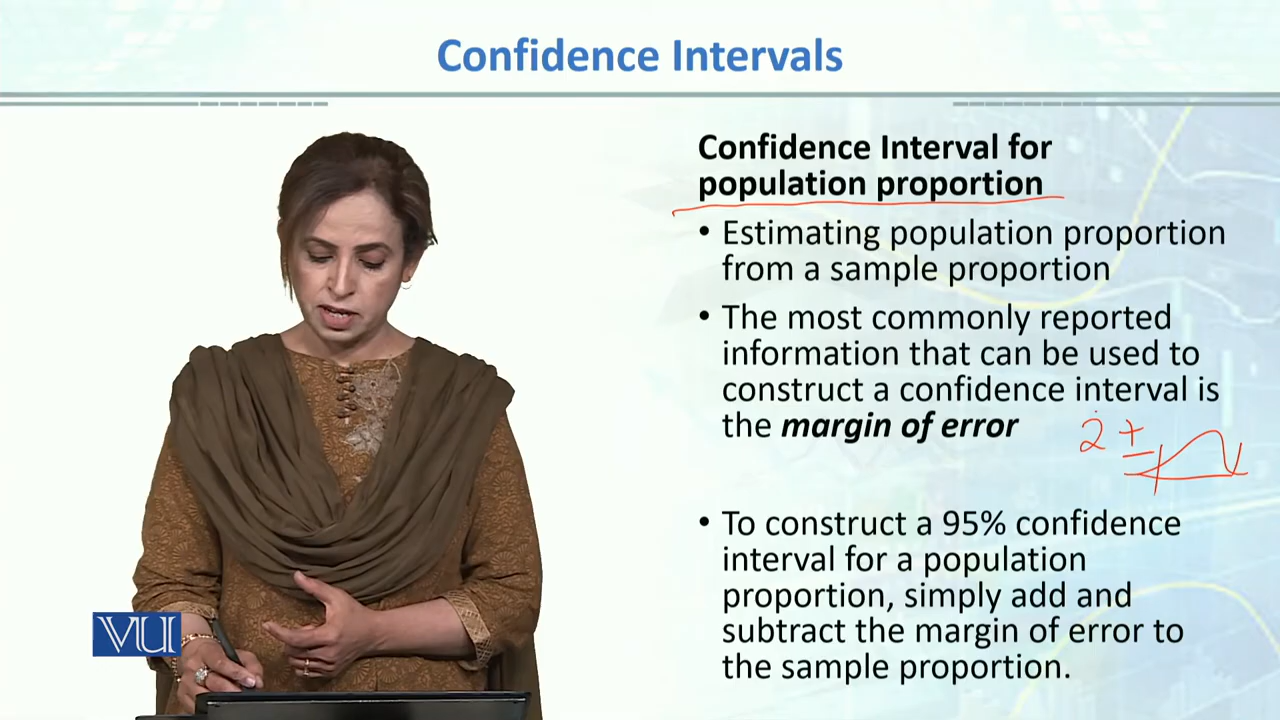 Confidence Intervals
Confidence Interval for
population proportion
• Estimating population proportion
from a sample proportion
• The most commonly reported
information that can be used to
construct a confidence interval is
the margin of error
2 ±
• To construct a 95% confidence
interval for a population
proportion, simply add and
subtract the margin of error to
the sample proportion.
VU